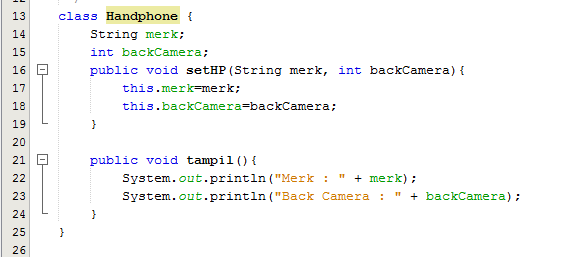 13 class Handphone {
14 String merk;
15 int backCamera;
16 public void setHP(String merk, int backCamera){
17 this.merk=merk;
18 this.backCamera=backCamera;
19 }
20
21 public void tampil(){
22 System.out.println("Merk : " + merk);
23 System.out.println("Back Camera : " + backCamera);
24 }
25 }
26